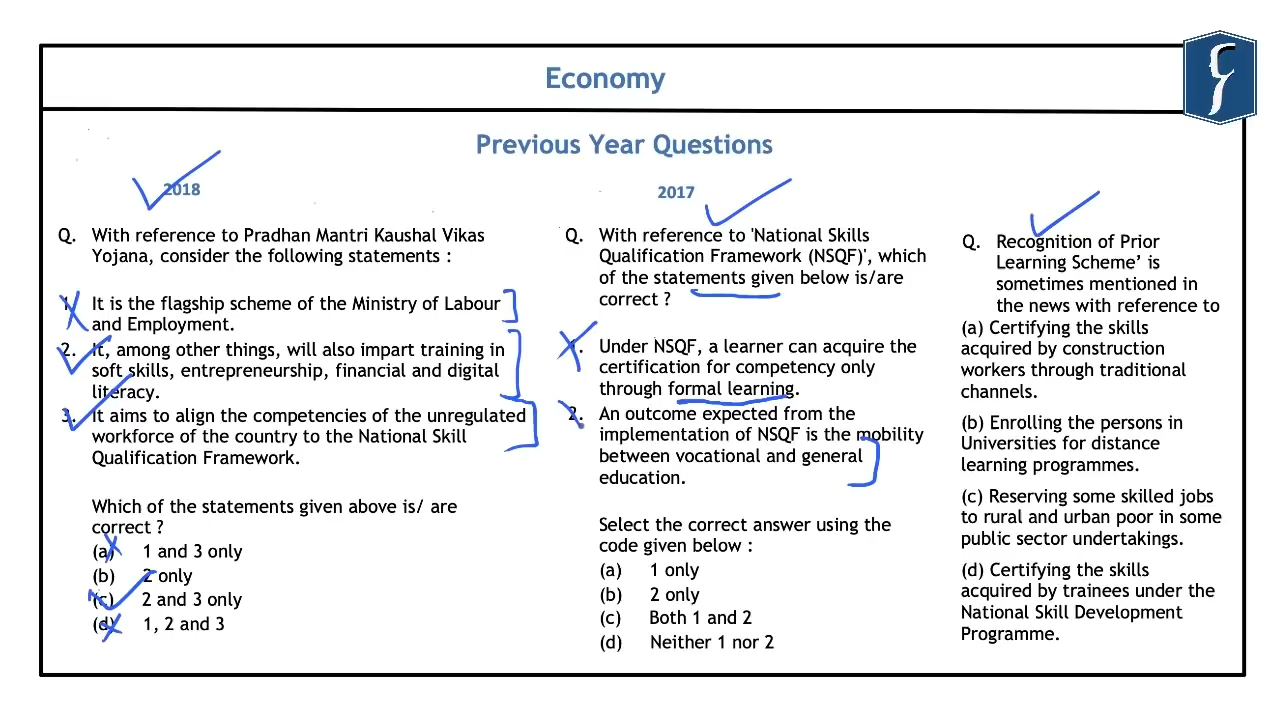 Economy
Previous Year Questions
2018
Q. With reference to Pradhan Mantri Kaushal Vikas
Yojana, consider the following statements :
1. It is the flagship scheme of the Ministry of Labour
and Employment.
2. It, among other things, will also impart training in
soft skills, entrepreneurship, financial and digital
literacy.
3. It aims to align the competencies of the unregulated
workforce of the country to the National Skill
Qualification Framework.
Which of the statements given above is/ are
correct ?
(a) 1 and 3 only
(b) 2 only
(c) 2 and 3 only
(d) 1, 2 and 3
2017
Q. With reference to 'National Skills
Qualification Framework (NSQF)', which
of the statements given below is/are
correct ?
1. Under NSQF, a learner can acquire the
certification for competency only
through formal learning.
2. An outcome expected from the
implementation of NSQF is the mobility
between vocational and general
education.
Select the correct answer using the
code given below :
(a) 1 only
(b) 2 only
(c) Both 1 and 2
(d) Neither 1 nor 2
Q. Recognition of Prior
Learning Scheme’ is
sometimes mentioned in
the news with reference to
(a) Certifying the skills
acquired by construction
workers through traditional
channels.
(b) Enrolling the persons in
Universities for distance
learning programmes.
(c) Reserving some skilled jobs
to rural and urban poor in some
public sector undertakings.
(d) Certifying the skills
acquired by trainees under the
National Skill Development
Programme.